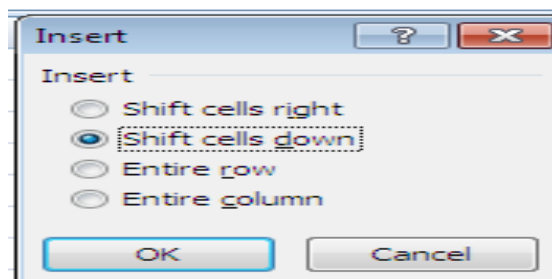 Insert
Insert
Shift cells right
Shift cells down
Entire row
Entire column
OK Cancel